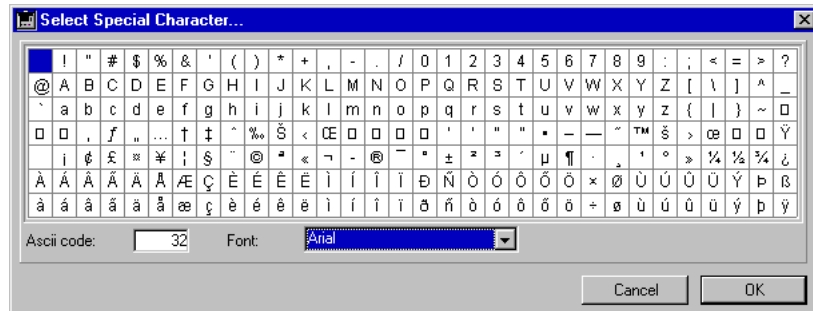 Select Special Character...
! " # $ % & ' ( ) * + , - . / 0 1 2 3 4 5 6 7 8 9 : ; < = > ?
@ A B C D E F G H I J K L M N O P Q R S T U V W X Y Z [ \ ] ^ _
` a b c d e f g h i j k l m n o p q r s t u v w x y z { | } ~ □
□ □ ‚ ƒ „ … † ‡ ˆ ‰ Š ‹ Œ □ □ □ □ ' ' " " • – — ˜ ™ š › œ □ □ Ÿ
¡ ¢ £ ¤ ¥ ¦ § ¨ © ª « ¬ - ® ¯ ° ± ² ³ ´ µ ¶ · ¸ ¹ º » ¼ ½ ¾ ¿
À Á Â Ã Ä Å Æ Ç È É Ê Ë Ì Í Î Ï Ð Ñ Ò Ó Ô Õ Ö × Ø Ù Ú Û Ü Ý Þ ß
à á â ã ä å æ ç è é ê ë ì í î ï ð ñ ò ó ô õ ö ÷ ø ù ú û ü ý þ ÿ
Ascii code: 32 Font: Arial
Cancel OK